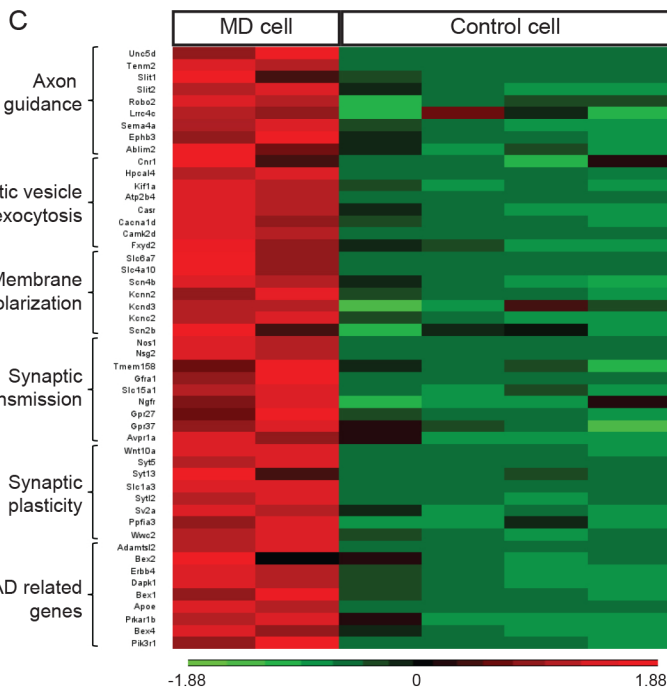 C
MD cell
Control cell
Axon
guidance
Unc5d
Tenm2
Slit1
Slit2
Robo2
Lrrc4c
Sema4a
Ephb3
Ablim2
tic vesicle
exocytosis
Cnr1
Hpcal4
Kif1a
Atp2b4
Casr
Cacna1d
Camk2d
Fxyd2
Membrane
olarization
Slc6a7
Slc4a10
Scn4b
Kcnn2
Kcnd3
Kcnc2
Scn2b
Synaptic
nsmission
Nos1
Nsg2
Tmem158
Gfra1
Slc15a1
Ngfr
Gpr27
Gpr37
Avpr1a
Synaptic
plasticity
Wnt10a
Syt5
Syt13
Slc1a3
Sytl2
Sv2a
Ppfia3
Wwc2
AD related
genes
Adamtsl2
Bex2
Erbb4
Dapk1
Bex1
Apoe
Prkar1b
Bex4
Pik3r1
-1.88
0
1.88